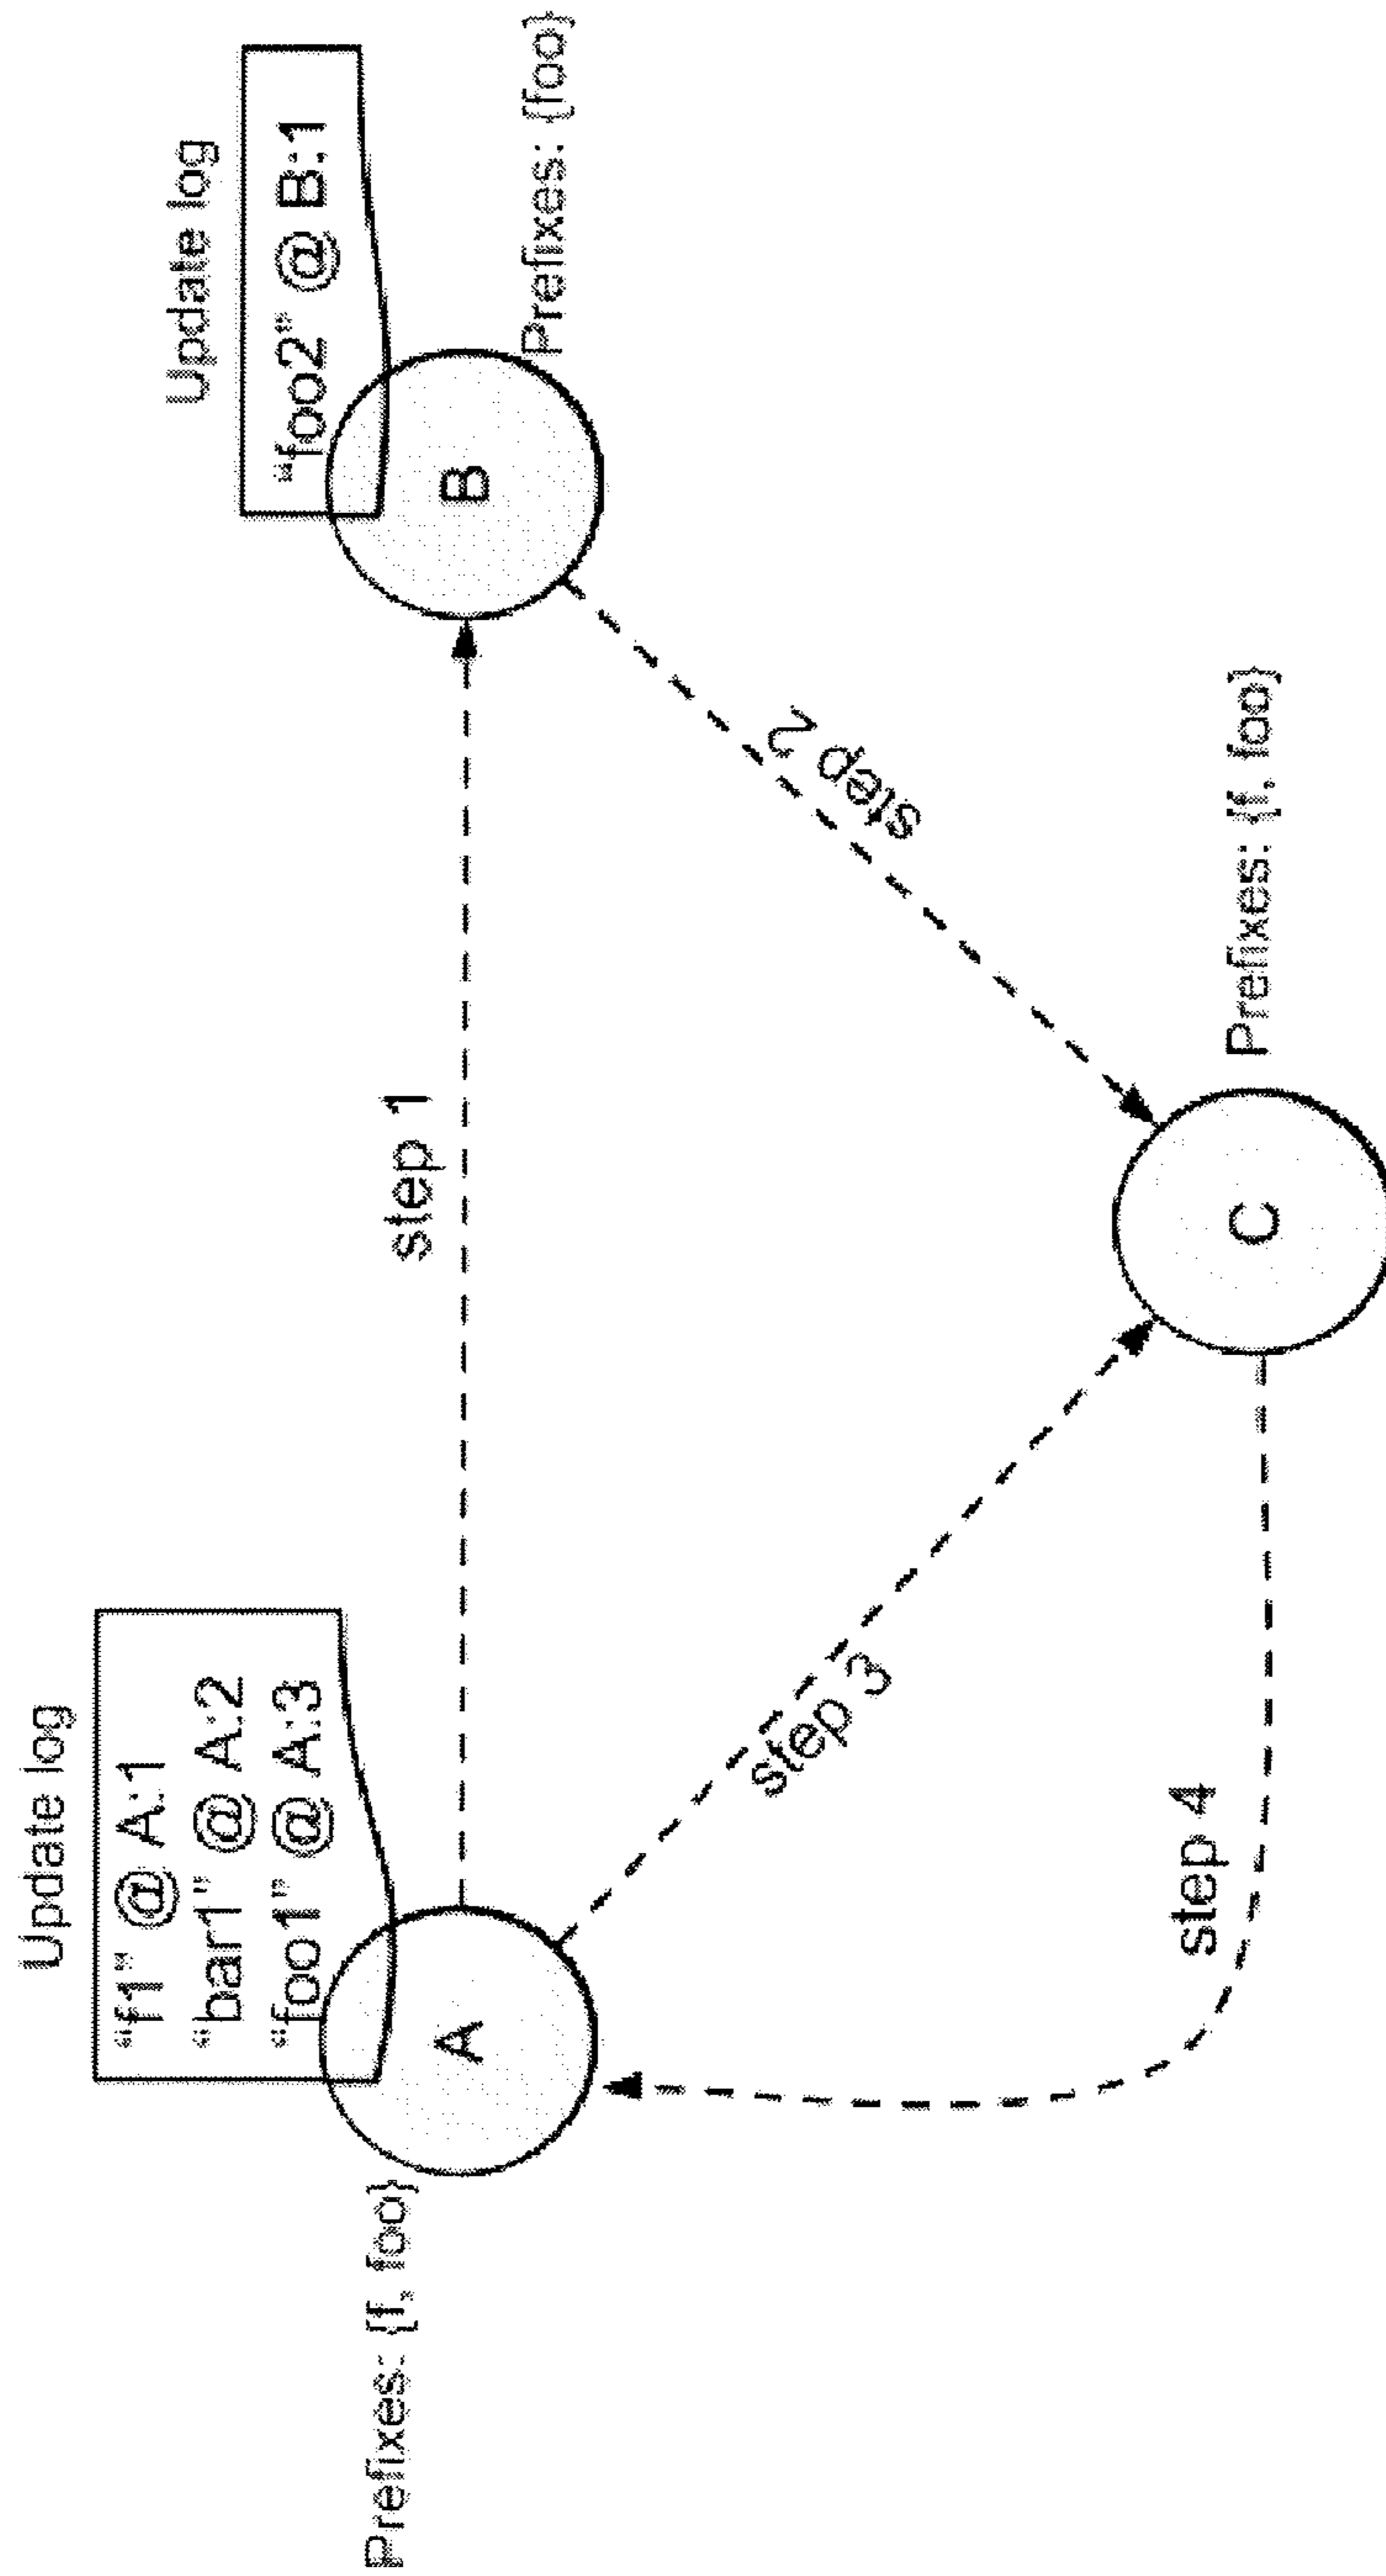 Update log
“f1” @ A:1
“bar1” @ A:2
“foo1” @ A:3
A
Prefixes: {f, foo}
Update log
“foo2” @ B:1
B
Prefixes: {foo}
step 1
step 2
step 3
step 4
C
Prefixes: {f, foo}